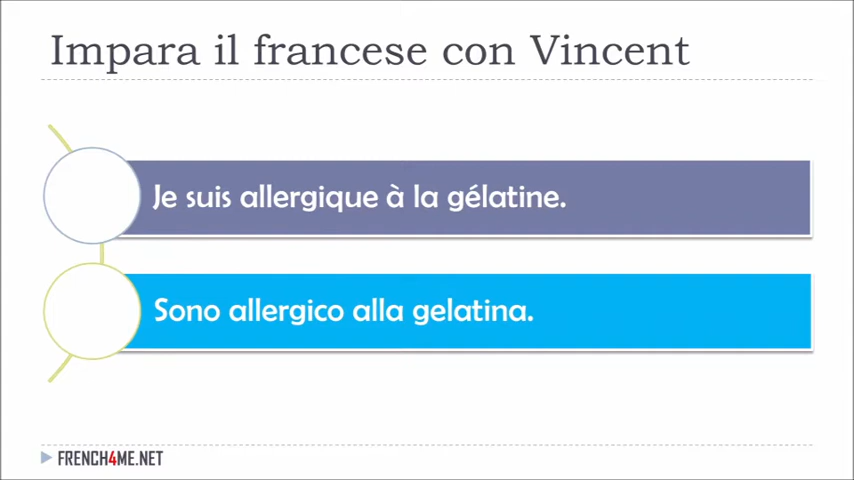 Impara il francese con Vincent
Je suis allergique à la gélatine.
Sono allergico alla gelatina.
FRENCH4ME.NET